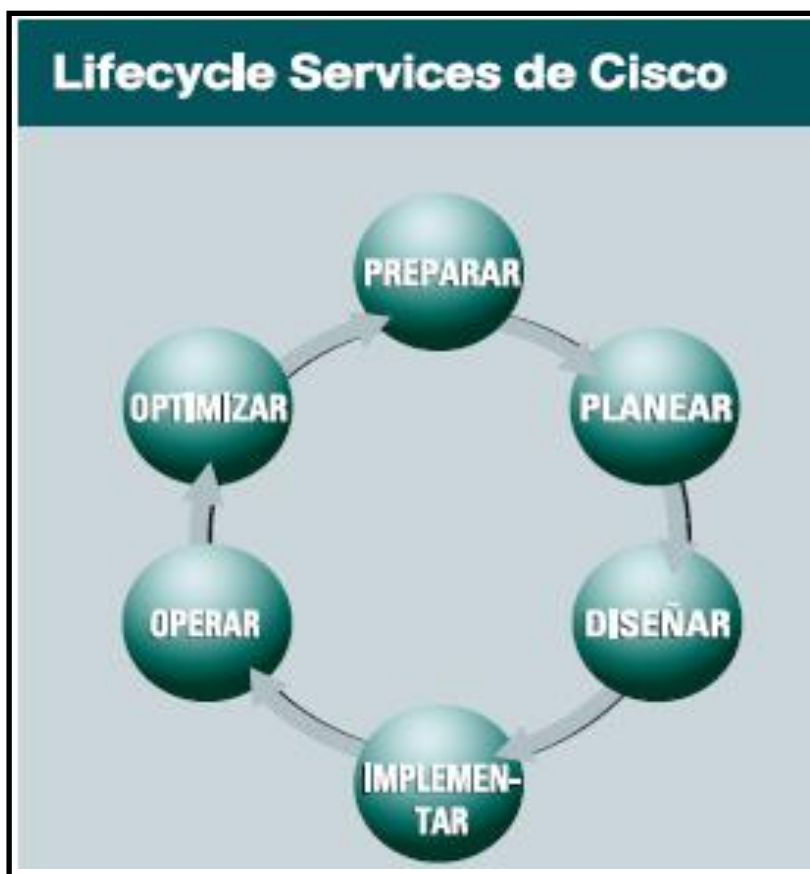 Lifecycle Services de Cisco
PREPARAR
PLANEAR
DISEÑAR
IMPLEMEN-
TAR
OPERAR
OPTIMIZAR